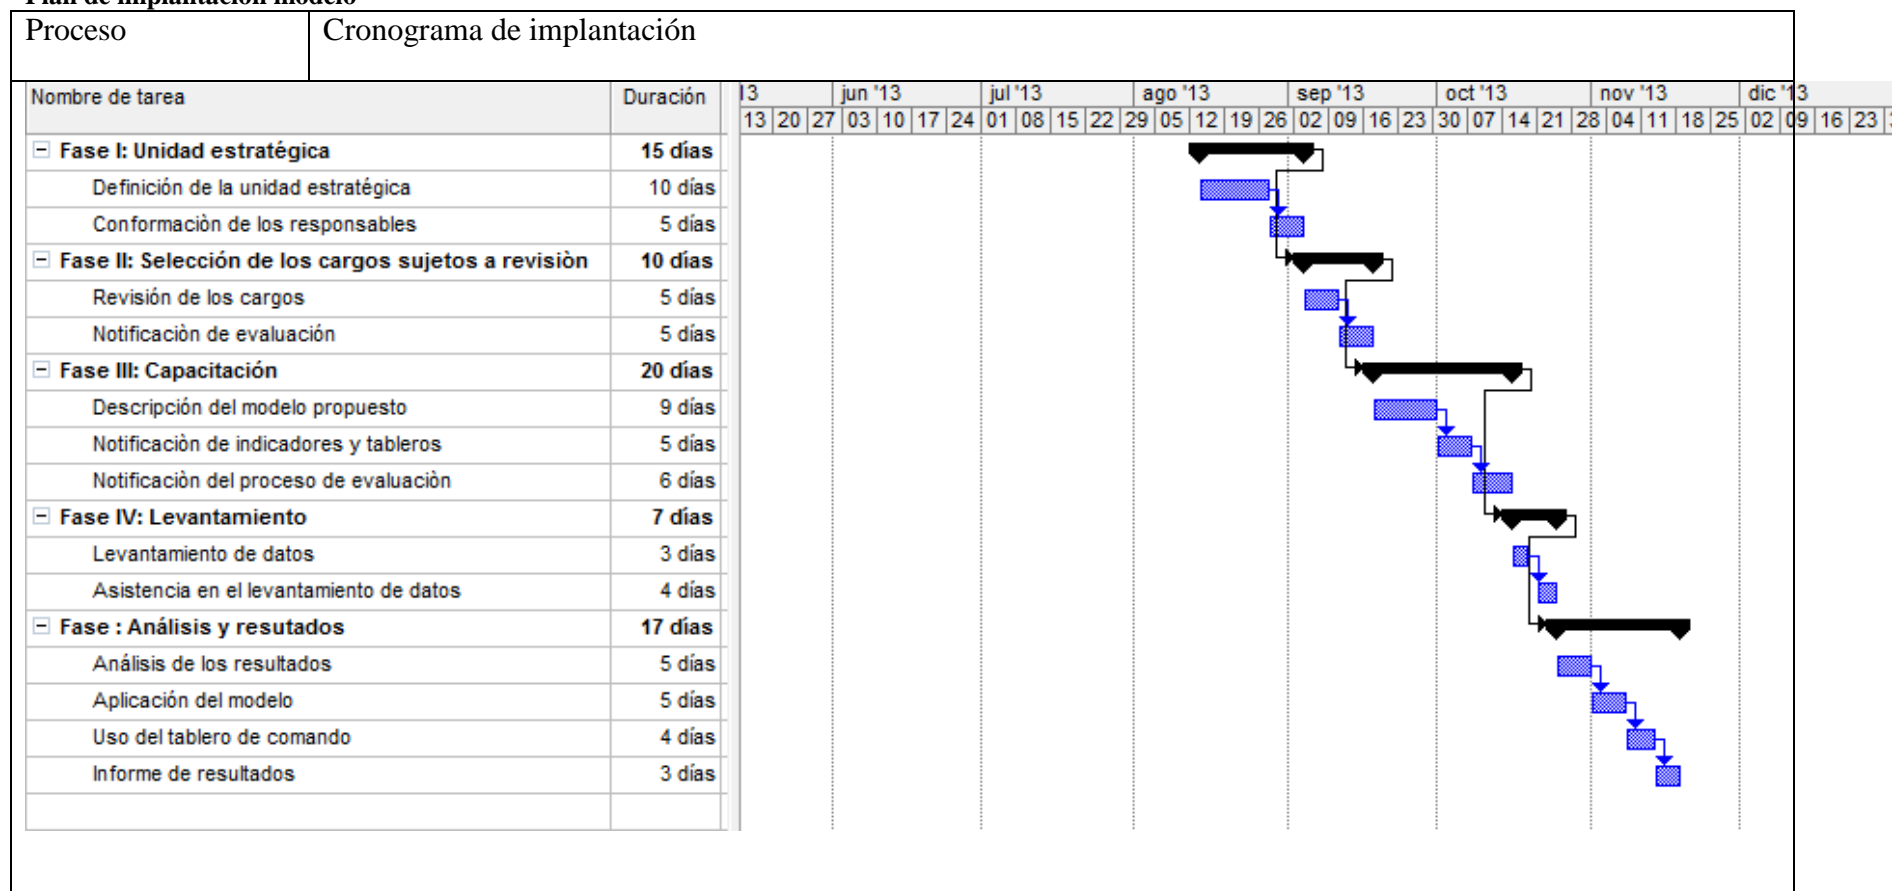 Plan de implantación modelo
Proceso Cronograma de implantación
Nombre de tarea Duración 13 jun '13 jul '13 ago '13 sep '13 oct '13 nov '13 dic '13
13 20 27 03 10 17 24 01 08 15 22 29 05 12 19 26 02 09 16 23 30 07 14 21 28 04 11 18 25 02 09 16 23
Fase I: Unidad estratégica 15 días
Definición de la unidad estratégica 10 días
Conformaciòn de los responsables 5 días
Fase II: Selección de los cargos sujetos a revisiòn 10 días
Revisión de los cargos 5 días
Notificaciòn de evaluación 5 días
Fase III: Capacitación 20 días
Descripción del modelo propuesto 9 días
Notificaciòn de indicadores y tableros 5 días
Notificaciòn del proceso de evaluaciòn 6 días
Fase IV: Levantamiento 7 días
Levantamiento de datos 3 días
Asistencia en el levantamiento de datos 4 días
Fase : Análisis y resutados 17 días
Análisis de los resultados 5 días
Aplicación del modelo 5 días
Uso del tablero de comando 4 días
Informe de resultados 3 días